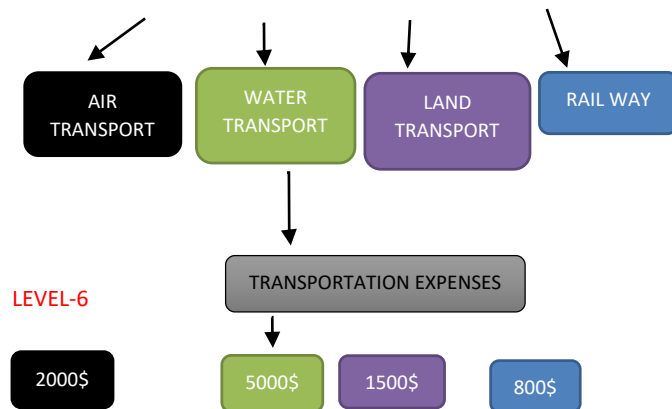 AIR
TRANSPORT
WATER
TRANSPORT
LAND
TRANSPORT
RAIL WAY
TRANSPORTATION EXPENSES
LEVEL-6
2000$
5000$
1500$
800$